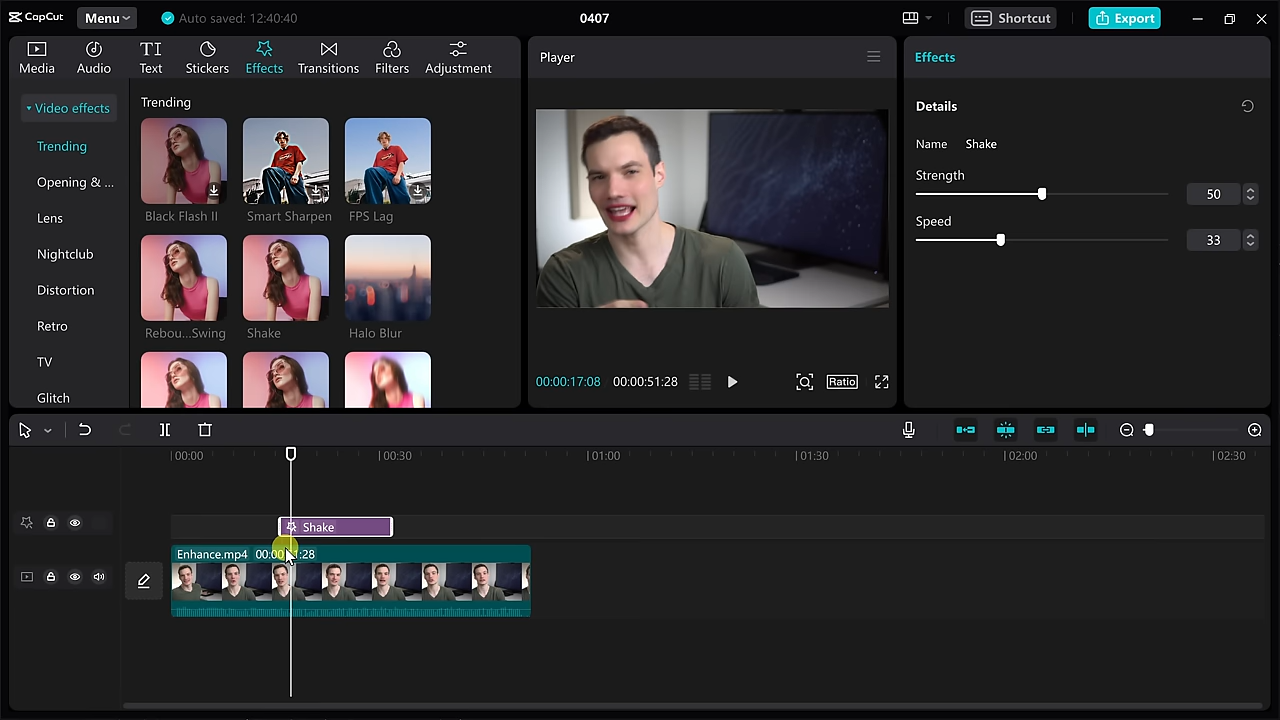 CapCut
Menu
Auto saved: 12:40:40
0407
Shortcut
Export
Media
Audio
TI
Text
Stickers
Effects
Transitions
Filters
Adjustment
Player
Effects
Video effects
Trending
Opening & ...
Lens
Nightclub
Distortion
Retro
TV
Glitch
Trending
Black Flash II
Smart Sharpen
FPS Lag
Rebou...Swing
Shake
Halo Blur
00:00:17:08
00:00:51:28
Ratio
Details
Name Shake
Strength
50
Speed
33
00:00
00:30
01:00
01:30
02:00
02:30
Shake
Enhance.mp4